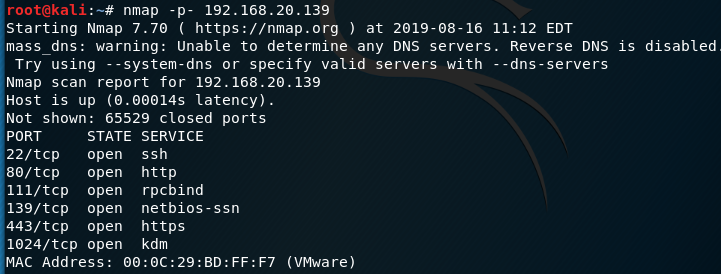 root@kali:~# nmap -p- 192.168.20.139
Starting Nmap 7.70 ( https://nmap.org ) at 2019-08-16 11:12 EDT
mass_dns: warning: Unable to determine any DNS servers. Reverse DNS is disabled.
 Try using --system-dns or specify valid servers with --dns-servers
Nmap scan report for 192.168.20.139
Host is up (0.00014s latency).
Not shown: 65529 closed ports
PORT     STATE SERVICE
22/tcp   open  ssh
80/tcp   open  http
111/tcp  open  rpcbind
139/tcp  open  netbios-ssn
443/tcp  open  https
1024/tcp open  kdm
MAC Address: 00:0C:29:BD:FF:F7 (VMware)